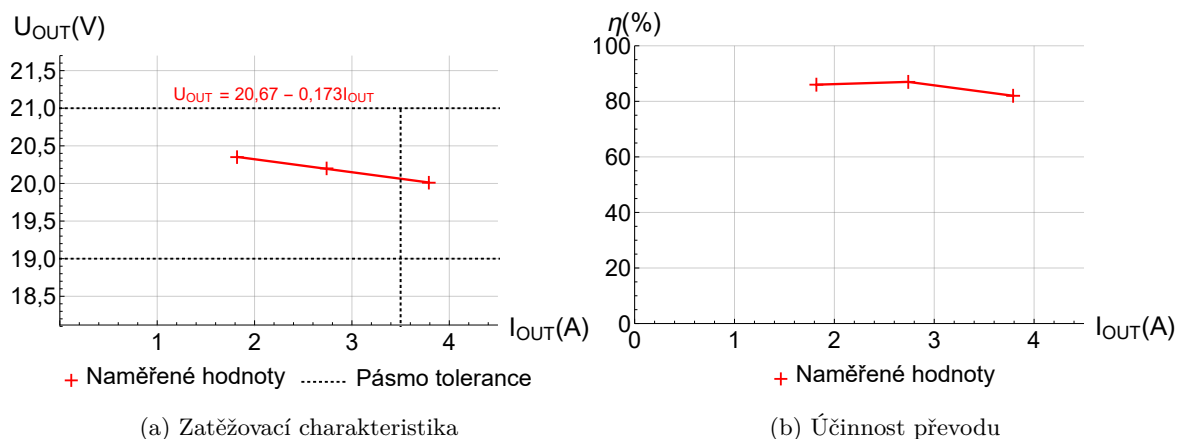 U_OUT(V)
21,5
21,0
20,5
20,0
19,5
19,0
18,5
U_OUT = 20,67 − 0,173I_OUT
1 2 3 4
I_OUT(A)
+ Naměřené hodnoty ........ Pásmo tolerance
(a) Zatěžovací charakteristika
η(%)
100
80
60
40
20
0
0 1 2 3 4
I_OUT(A)
+ Naměřené hodnoty
(b) Účinnost převodu